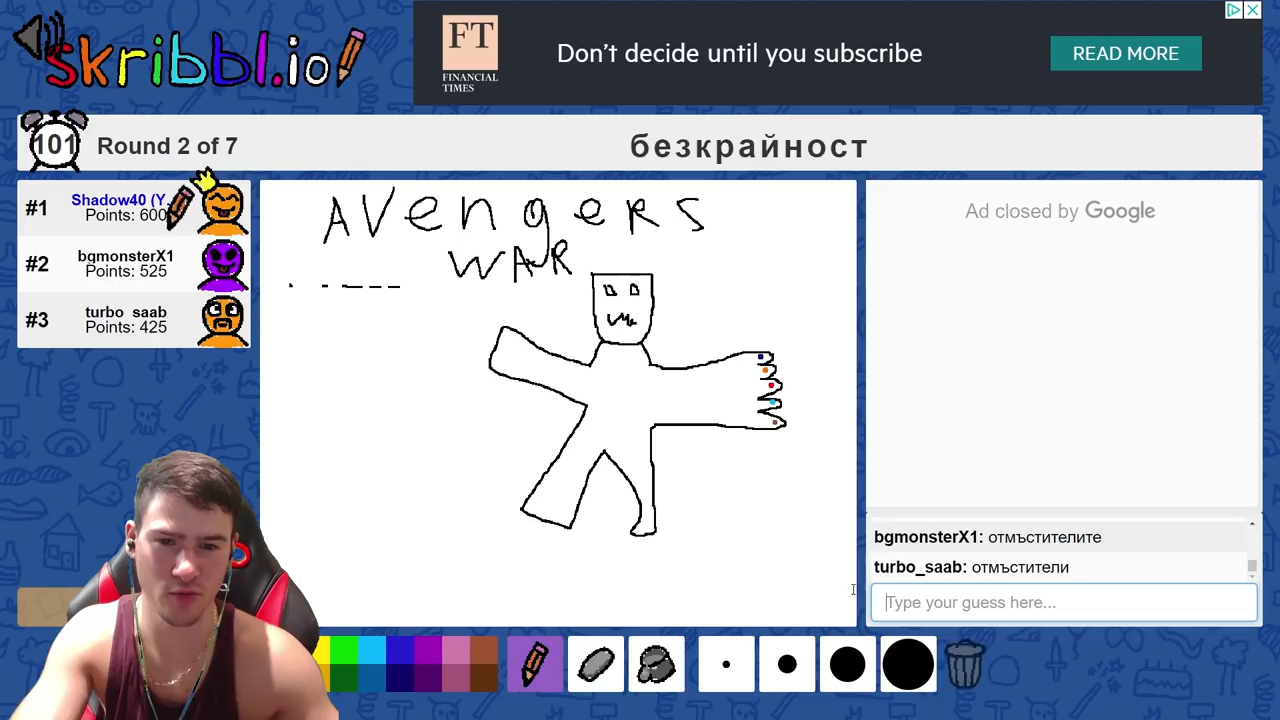 skribbl.io
FT
FINANCIAL
TIMES
Don't decide until you subscribe
READ MORE
101
Round 2 of 7
безкрайност
#1
Shadow40 (Y
Points: 600
#2
bgmonsterX1
Points: 525
#3
turbo_saab
Points: 425
AVengers
WAR
Ad closed by Google
bgmonsterX1: отмъстителите
turbo_saab: отмъстители
Type your guess here...